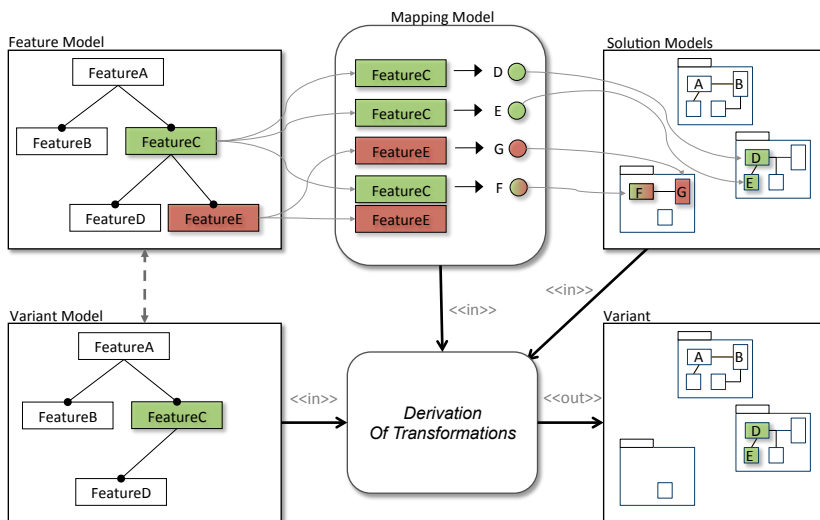 Mapping Model
Feature Model
Solution Models
FeatureA
FeatureB
FeatureC
FeatureD
FeatureE
FeatureC
D
FeatureC
E
FeatureE
G
FeatureC
F
FeatureE
A
B
D
E
F
G
<<in>>
<<in>>
Variant Model
Variant
FeatureA
FeatureB
FeatureC
FeatureD
<<in>>
Derivation
Of Transformations
<<out>>
A
B
D
E